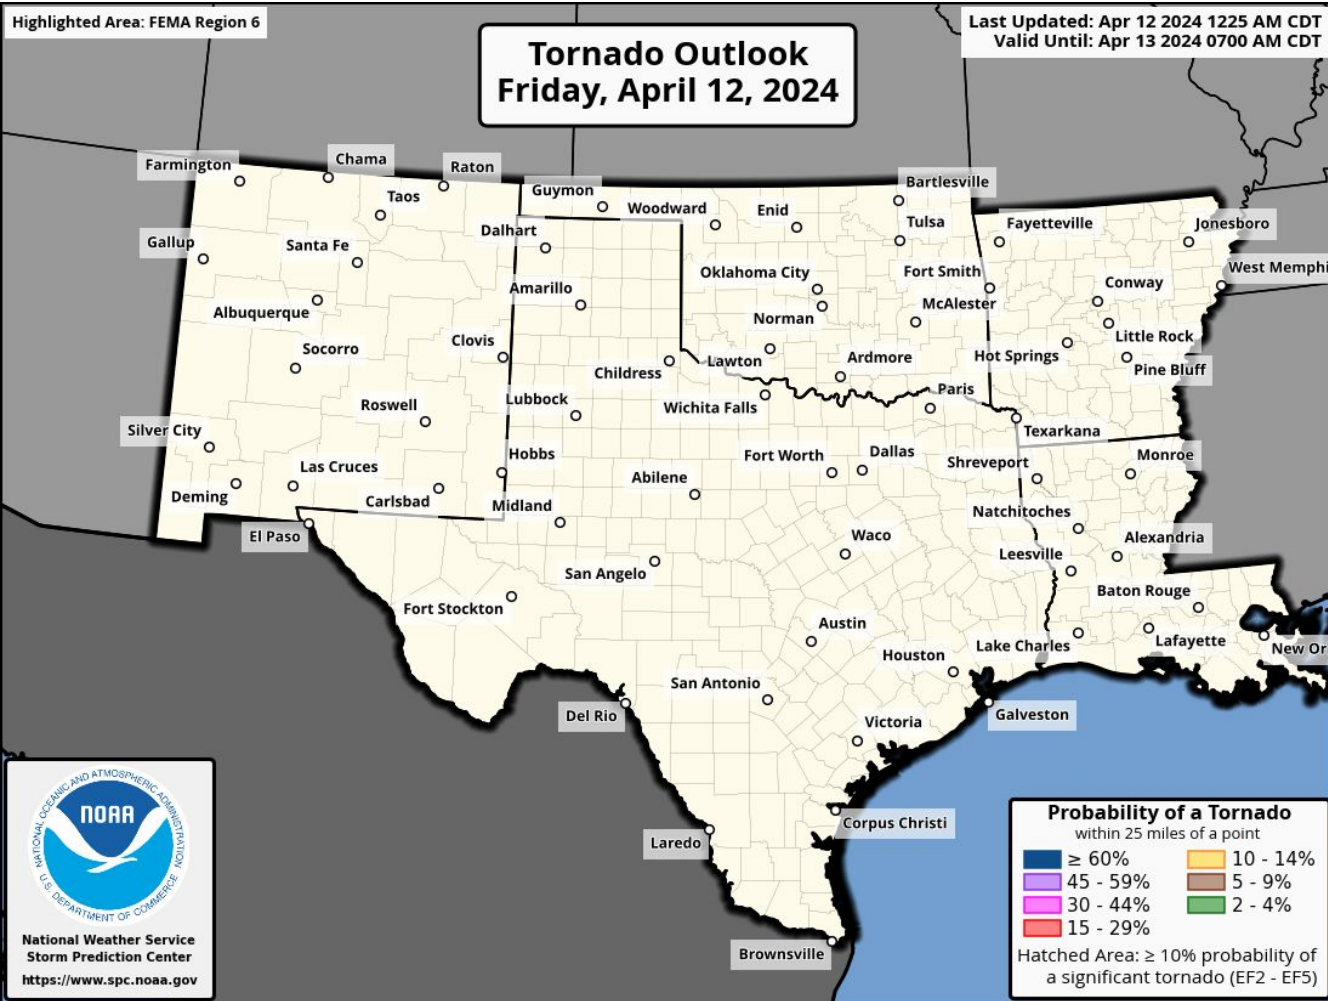 Highlighted Area: FEMA Region 6
Last Updated: Apr 12 2024 1225 AM CDT
Valid Until: Apr 13 2024 0700 AM CDT
Tornado Outlook
Friday, April 12, 2024
Farmington
Chama
Raton
Taos
Guymon
Woodward
Enid
Bartlesville
Tulsa
Fayetteville
Jonesboro
Gallup
Santa Fe
Dalhart
Oklahoma City
Fort Smith
West Memphi
Amarillo
Conway
Albuquerque
Norman
McAlester
Socorro
Clovis
Little Rock
Childress
Lawton
Ardmore
Hot Springs
Pine Bluff
Roswell
Lubbock
Wichita Falls
Paris
Silver City
Texarkana
Las Cruces
Hobbs
Fort Worth
Dallas
Shreveport
Monroe
Deming
Carlsbad
Midland
Abilene
Natchitoches
El Paso
Waco
Leesville
Alexandria
San Angelo
Baton Rouge
Fort Stockton
Austin
Lake Charles
Lafayette
New Or
Houston
San Antonio
Del Rio
Victoria
Galveston
Corpus Christi
Laredo
Brownsville
NATIONAL OCEANIC AND ATMOSPHERIC ADMINISTRATION
NOAA
U.S. DEPARTMENT OF COMMERCE
National Weather Service
Storm Prediction Center
https://www.spc.noaa.gov
Probability of a Tornado
within 25 miles of a point
≥ 60%
10 - 14%
45 - 59%
5 - 9%
30 - 44%
2 - 4%
15 - 29%
Hatched Area: ≥ 10% probability of
a significant tornado (EF2 - EF5)